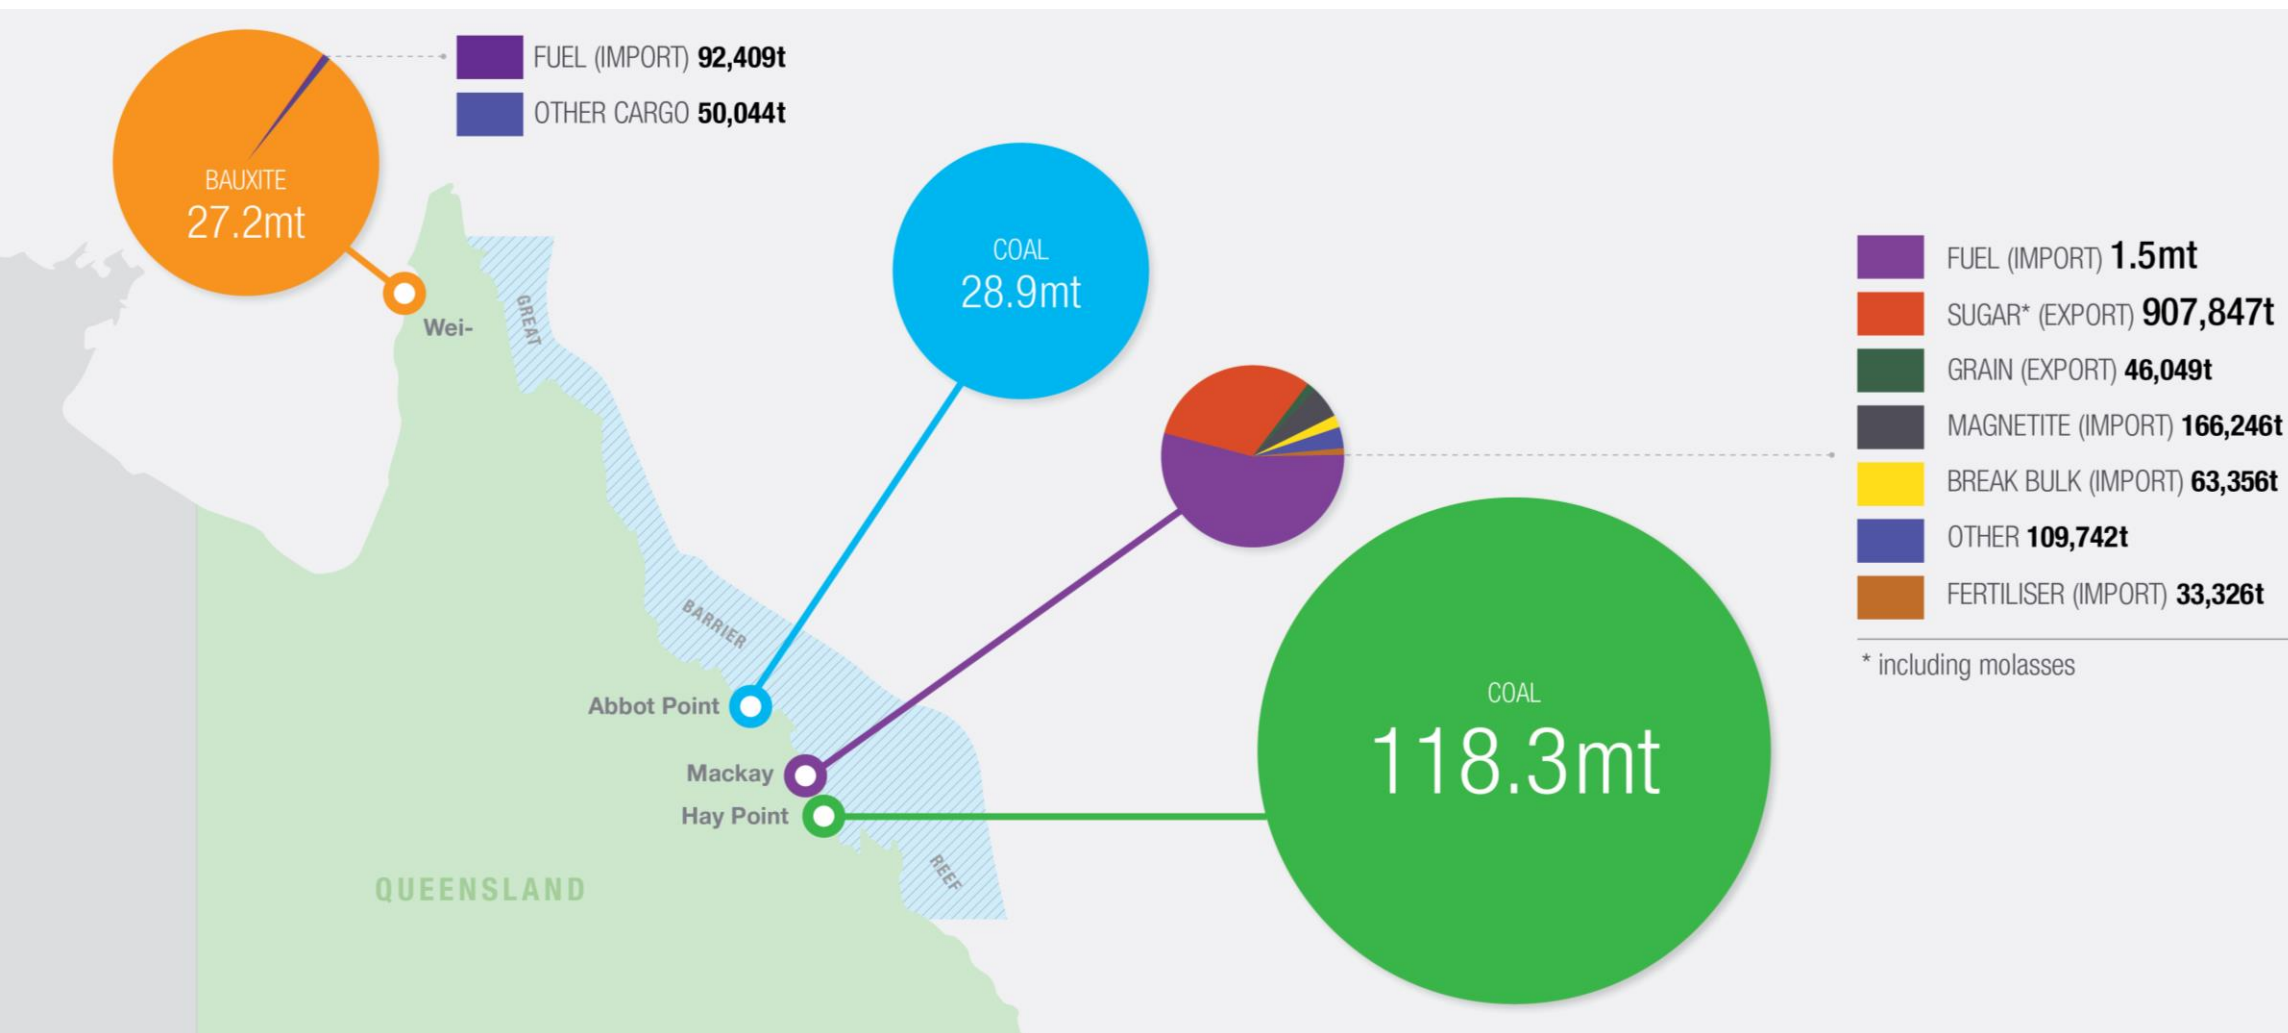 FUEL (IMPORT) 92,409t
OTHER CARGO 50,044t
BAUXITE
27.2mt
Wei-
GREAT
COAL
28.9mt
FUEL (IMPORT) 1.5mt
SUGAR* (EXPORT) 907,847t
GRAIN (EXPORT) 46,049t
MAGNETITE (IMPORT) 166,246t
BREAK BULK (IMPORT) 63,356t
OTHER 109,742t
FERTILISER (IMPORT) 33,326t
* including molasses
BARRIER
Abbot Point
Mackay
Hay Point
COAL
118.3mt
REEF
QUEENSLAND